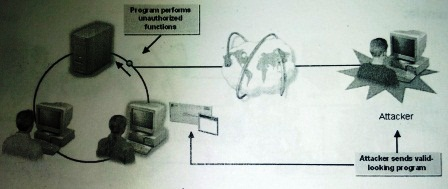 Program performs
unauthorized
functions
Attacker
Attacker sends valid-
looking program